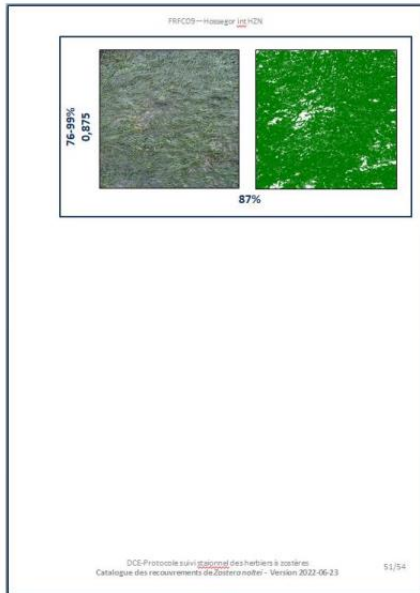 FRFC09 – Hossegor int HZN
76-99%
0,875
87%
DCE-Protocole suivi stationnel des herbiers à zostères
Catalogue des recouvrements de Zostera noltei - Version 2022-06-23
51/54